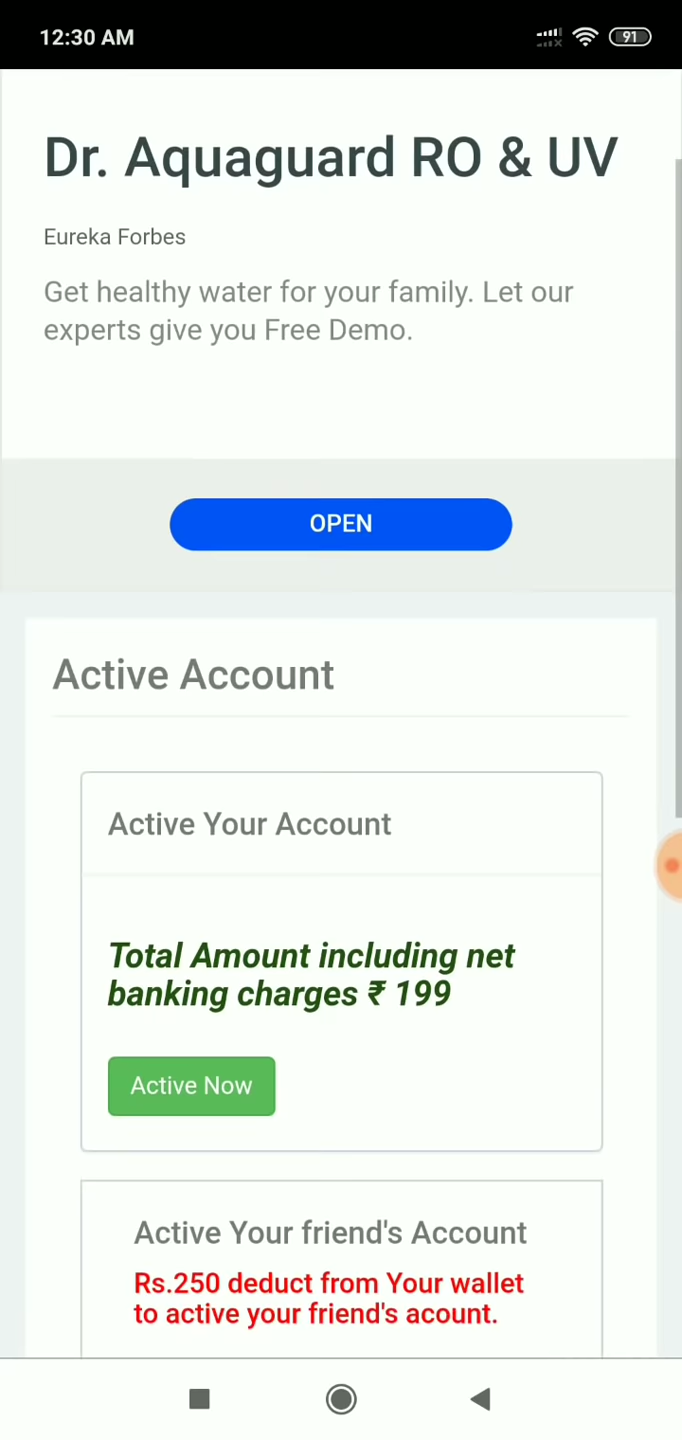 12:30 AM
91
Dr. Aquaguard RO & UV
Eureka Forbes
Get healthy water for your family. Let our
experts give you Free Demo.
OPEN
Active Account
Active Your Account
Total Amount including net
banking charges ₹ 199
Active Now
Active Your friend's Account
Rs.250 deduct from Your wallet
to active your friend's acount.